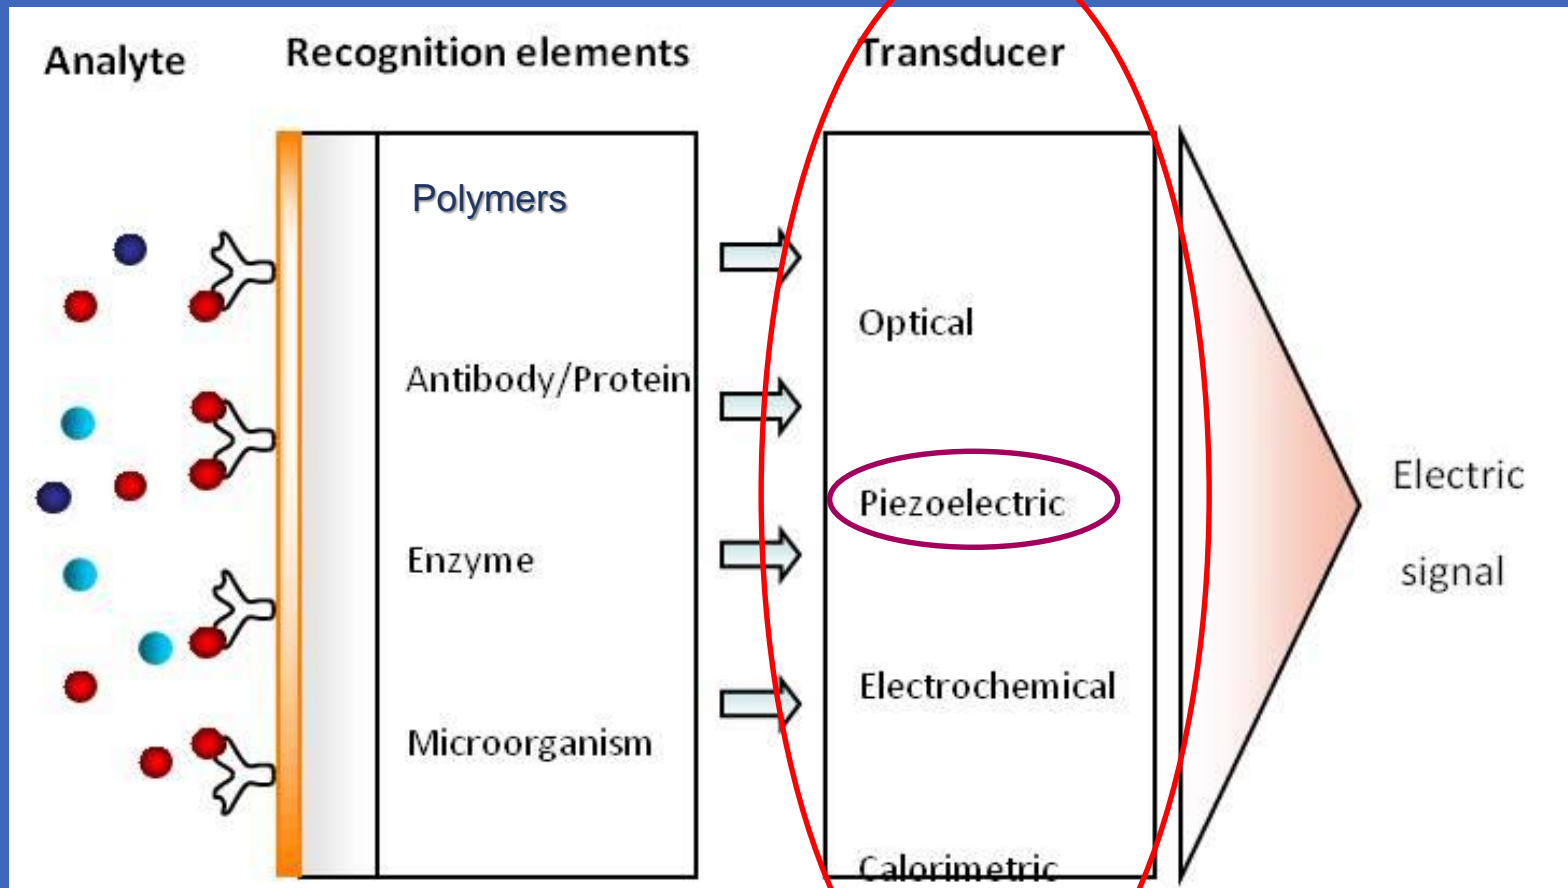 Analyte
Recognition elements
Transducer
Polymers
Antibody/Protein
Enzyme
Microorganism
Optical
Piezoelectric
Electrochemical
Calorimetric
Electric
signal